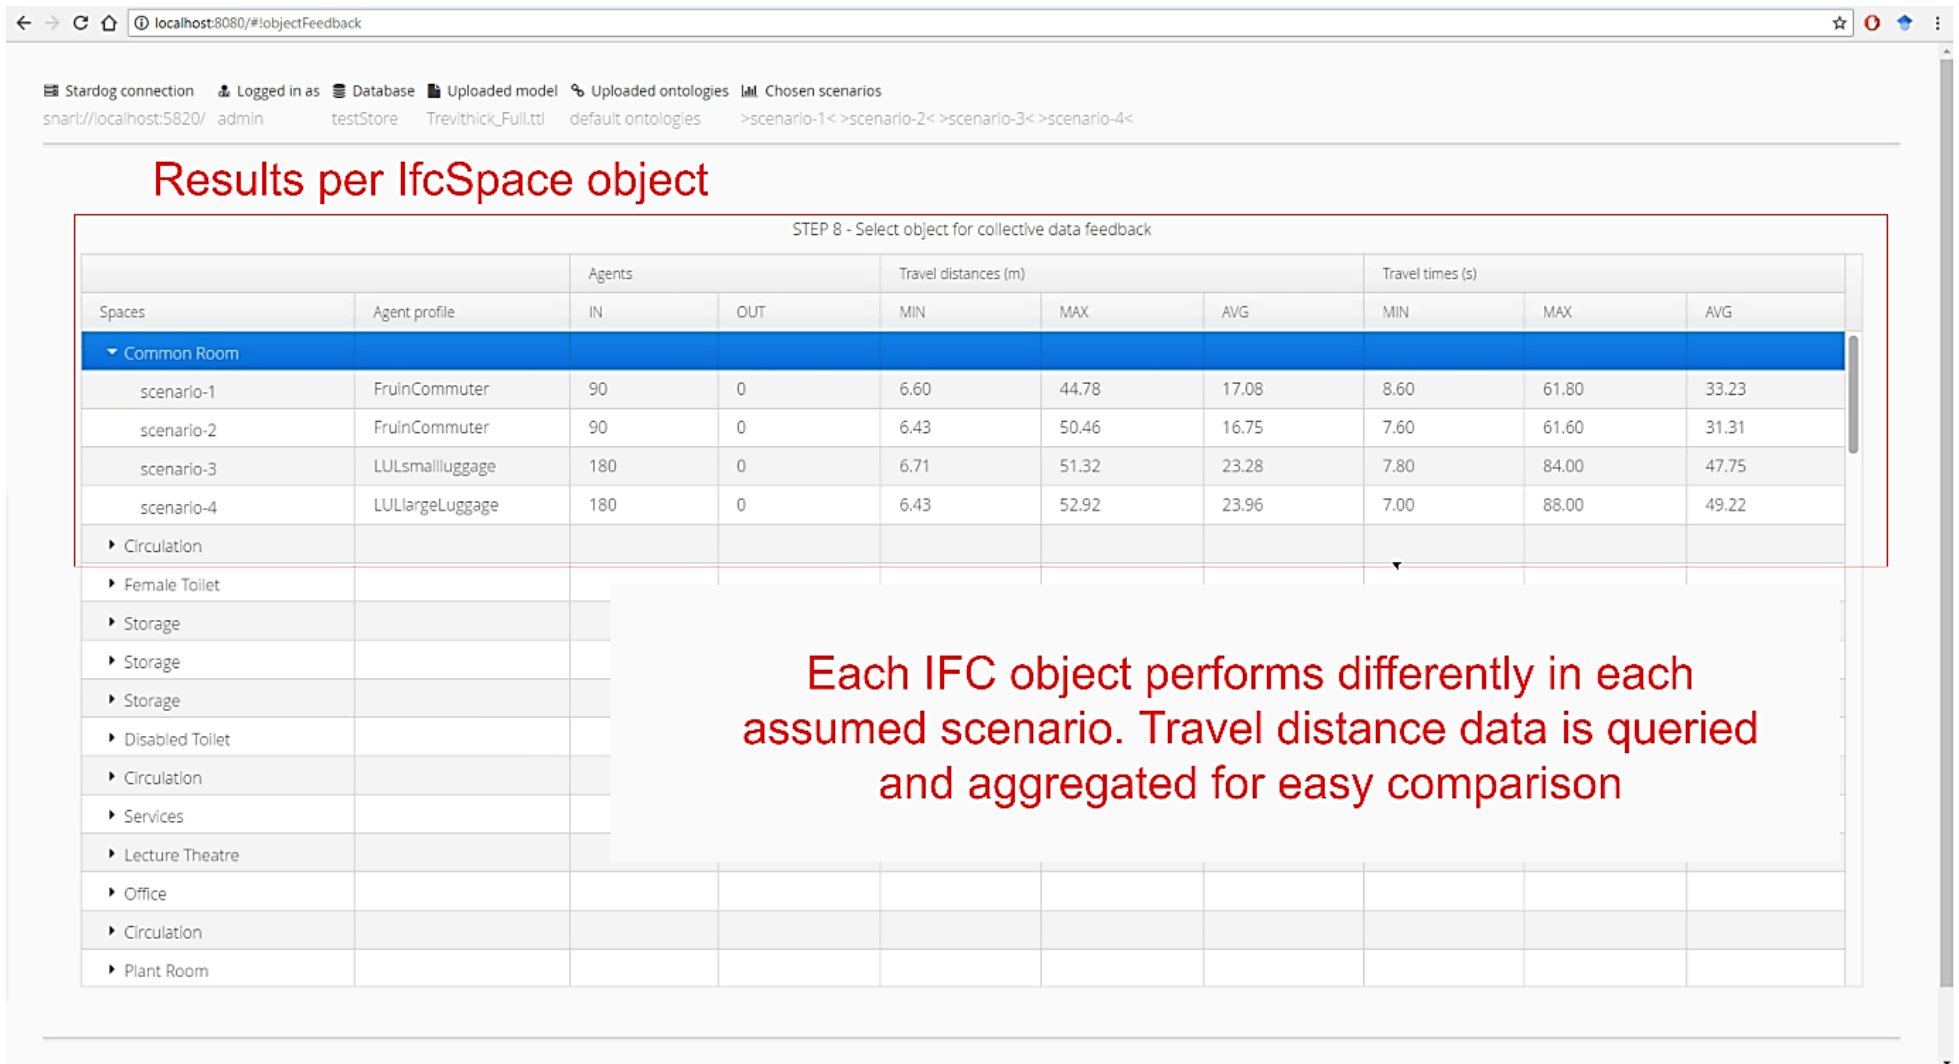 localhost:8080/#!objectFeedback
Stardog connection Logged in as Database Uploaded model Uploaded ontologies Chosen scenarios
snarl://localhost:5820/ admin testStore Trevithick_Full.ttl default ontologies >scenario-1< >scenario-2< >scenario-3< >scenario-4<
Results per IfcSpace object
STEP 8 - Select object for collective data feedback
Agents Travel distances (m) Travel times (s)
Spaces Agent profile IN OUT MIN MAX AVG MIN MAX AVG
Common Room
scenario-1 FruinCommuter 90 0 6.60 44.78 17.08 8.60 61.80 33.23
scenario-2 FruinCommuter 90 0 6.43 50.46 16.75 7.60 61.60 31.31
scenario-3 LULsmallluggage 180 0 6.71 51.32 23.28 7.80 84.00 47.75
scenario-4 LULlargeLuggage 180 0 6.43 52.92 23.96 7.00 88.00 49.22
Circulation
Female Toilet
Storage
Storage
Storage
Disabled Toilet
Circulation
Services
Lecture Theatre
Office
Circulation
Plant Room
Each IFC object performs differently in each
assumed scenario. Travel distance data is queried
and aggregated for easy comparison